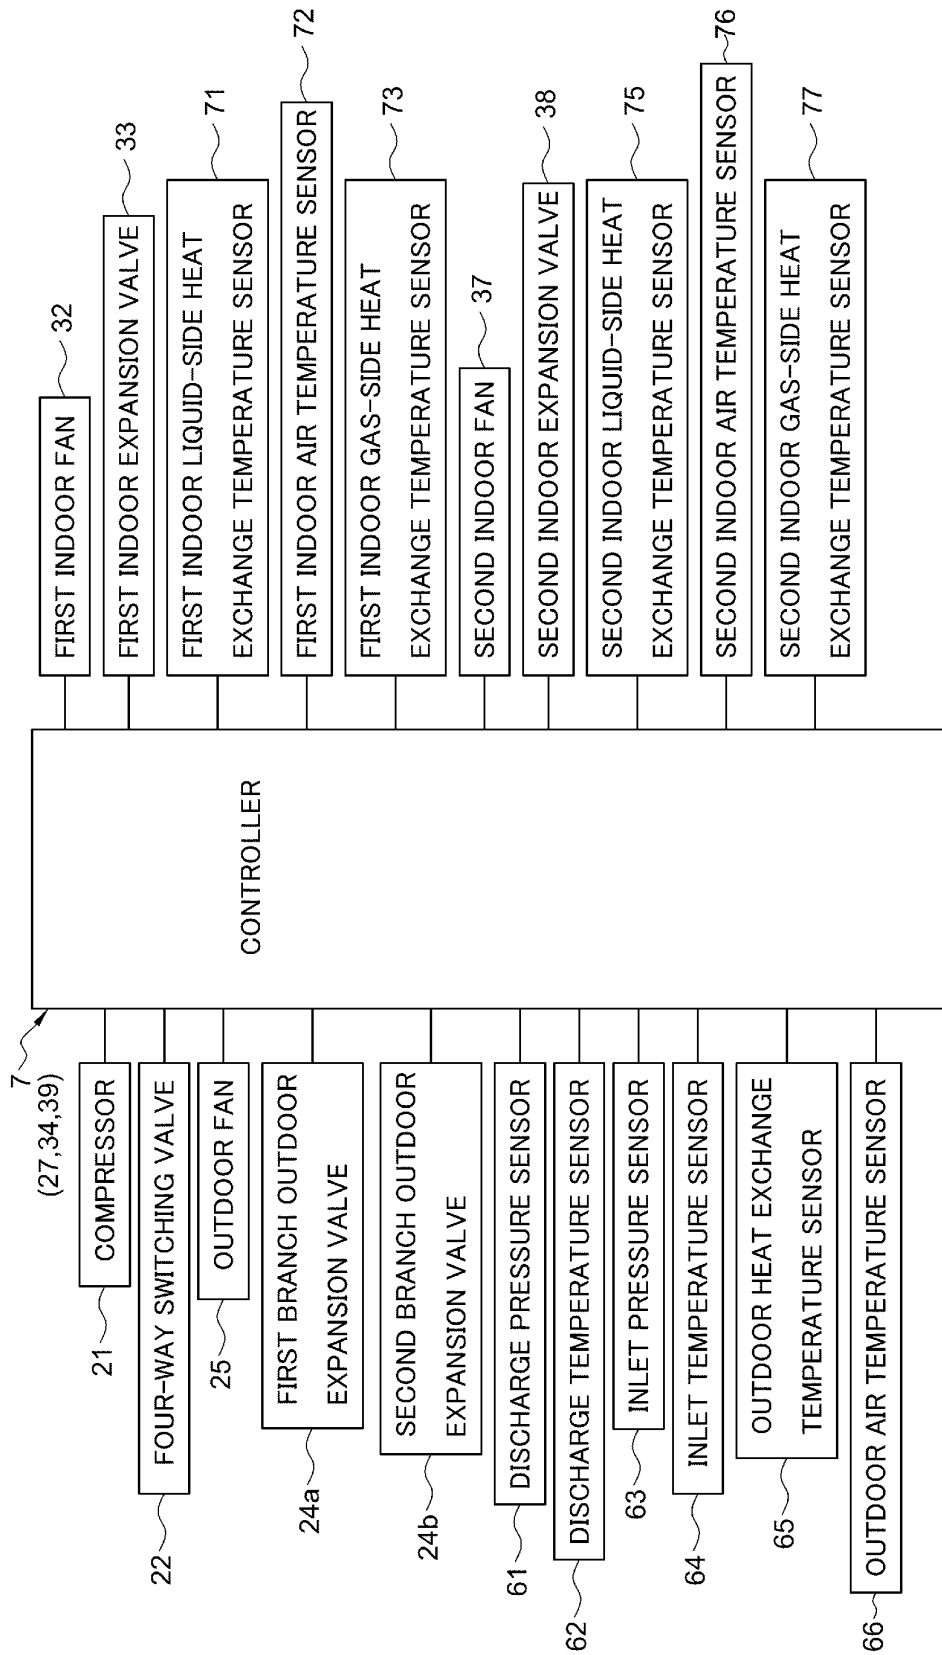 7
(27,34,39)
CONTROLLER
21
COMPRESSOR
22
FOUR-WAY SWITCHING VALVE
25
OUTDOOR FAN
24a
FIRST BRANCH OUTDOOR
EXPANSION VALVE
24b
SECOND BRANCH OUTDOOR
EXPANSION VALVE
61
DISCHARGE PRESSURE SENSOR
62
DISCHARGE TEMPERATURE SENSOR
63
INLET PRESSURE SENSOR
64
INLET TEMPERATURE SENSOR
65
OUTDOOR HEAT EXCHANGE
TEMPERATURE SENSOR
66
OUTDOOR AIR TEMPERATURE SENSOR
FIRST INDOOR FAN
32
FIRST INDOOR EXPANSION VALVE
33
FIRST INDOOR LIQUID-SIDE HEAT
EXCHANGE TEMPERATURE SENSOR
71
FIRST INDOOR AIR TEMPERATURE SENSOR
72
FIRST INDOOR GAS-SIDE HEAT
EXCHANGE TEMPERATURE SENSOR
73
SECOND INDOOR FAN
37
SECOND INDOOR EXPANSION VALVE
38
SECOND INDOOR LIQUID-SIDE HEAT
EXCHANGE TEMPERATURE SENSOR
75
SECOND INDOOR AIR TEMPERATURE SENSOR
76
SECOND INDOOR GAS-SIDE HEAT
EXCHANGE TEMPERATURE SENSOR
77